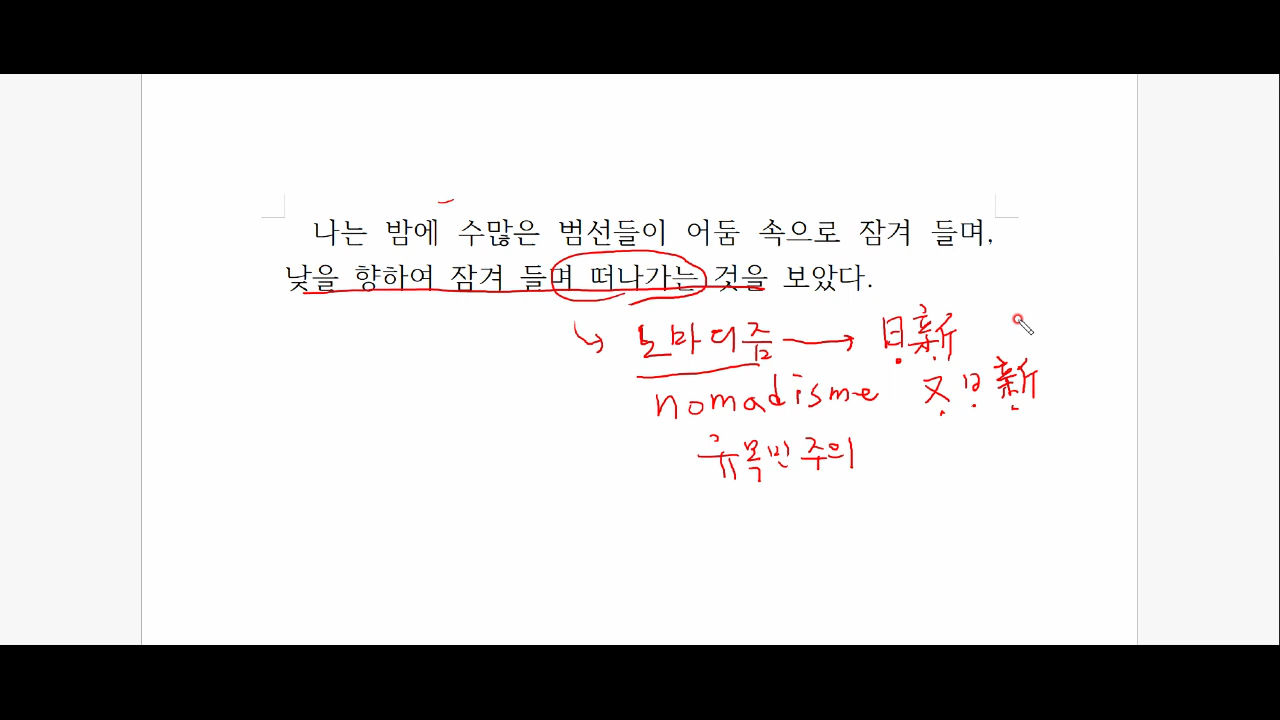 나는 밤에 수많은 범선들이 어둠 속으로 잠겨 들며,
낮을 향하여 잠겨 들며 떠나가는 것을 보았다.
노마디즘 → 日新
nomadisme 又日新
유목민주의